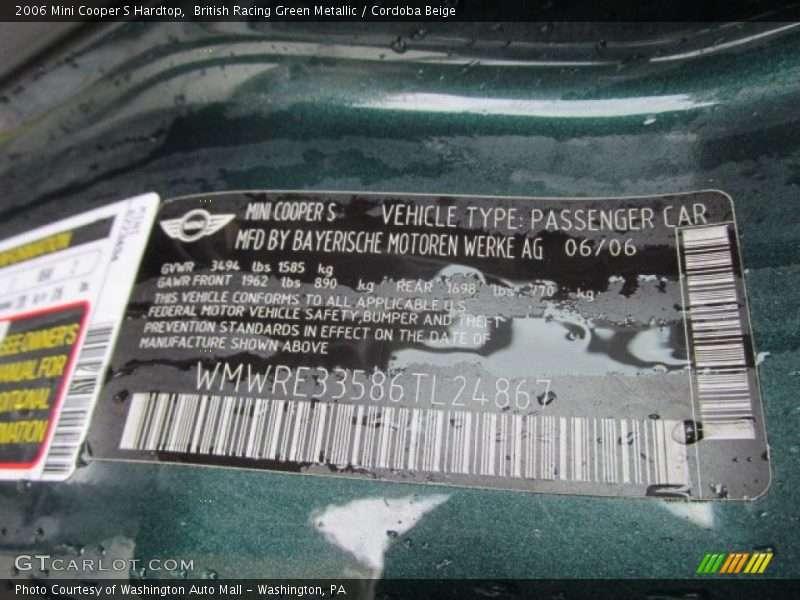 2006 Mini Cooper S Hardtop,  British Racing Green Metallic / Cordoba Beige
MINI COOPER S VEHICLE TYPE: PASSENGER CAR
MFD BY BAYERISCHE MOTOREN WERKE AG 06/06
GVWR 3494 lbs 1585 kg
GAWR FRONT 1962 lbs 890 kg REAR 1698 lbs 770 kg
THIS VEHICLE CONFORMS TO ALL APPLICABLE U.S.
FEDERAL MOTOR VEHICLE SAFETY,BUMPER AND THEFT
PREVENTION STANDARDS IN EFFECT ON THE DATE OF
MANUFACTURE SHOWN ABOVE
WMWRE33586TL24867
SEE OWNER'S
MANUAL FOR
GTCarLot.com
Photo Courtesy of Washington Auto Mall - Washington, PA